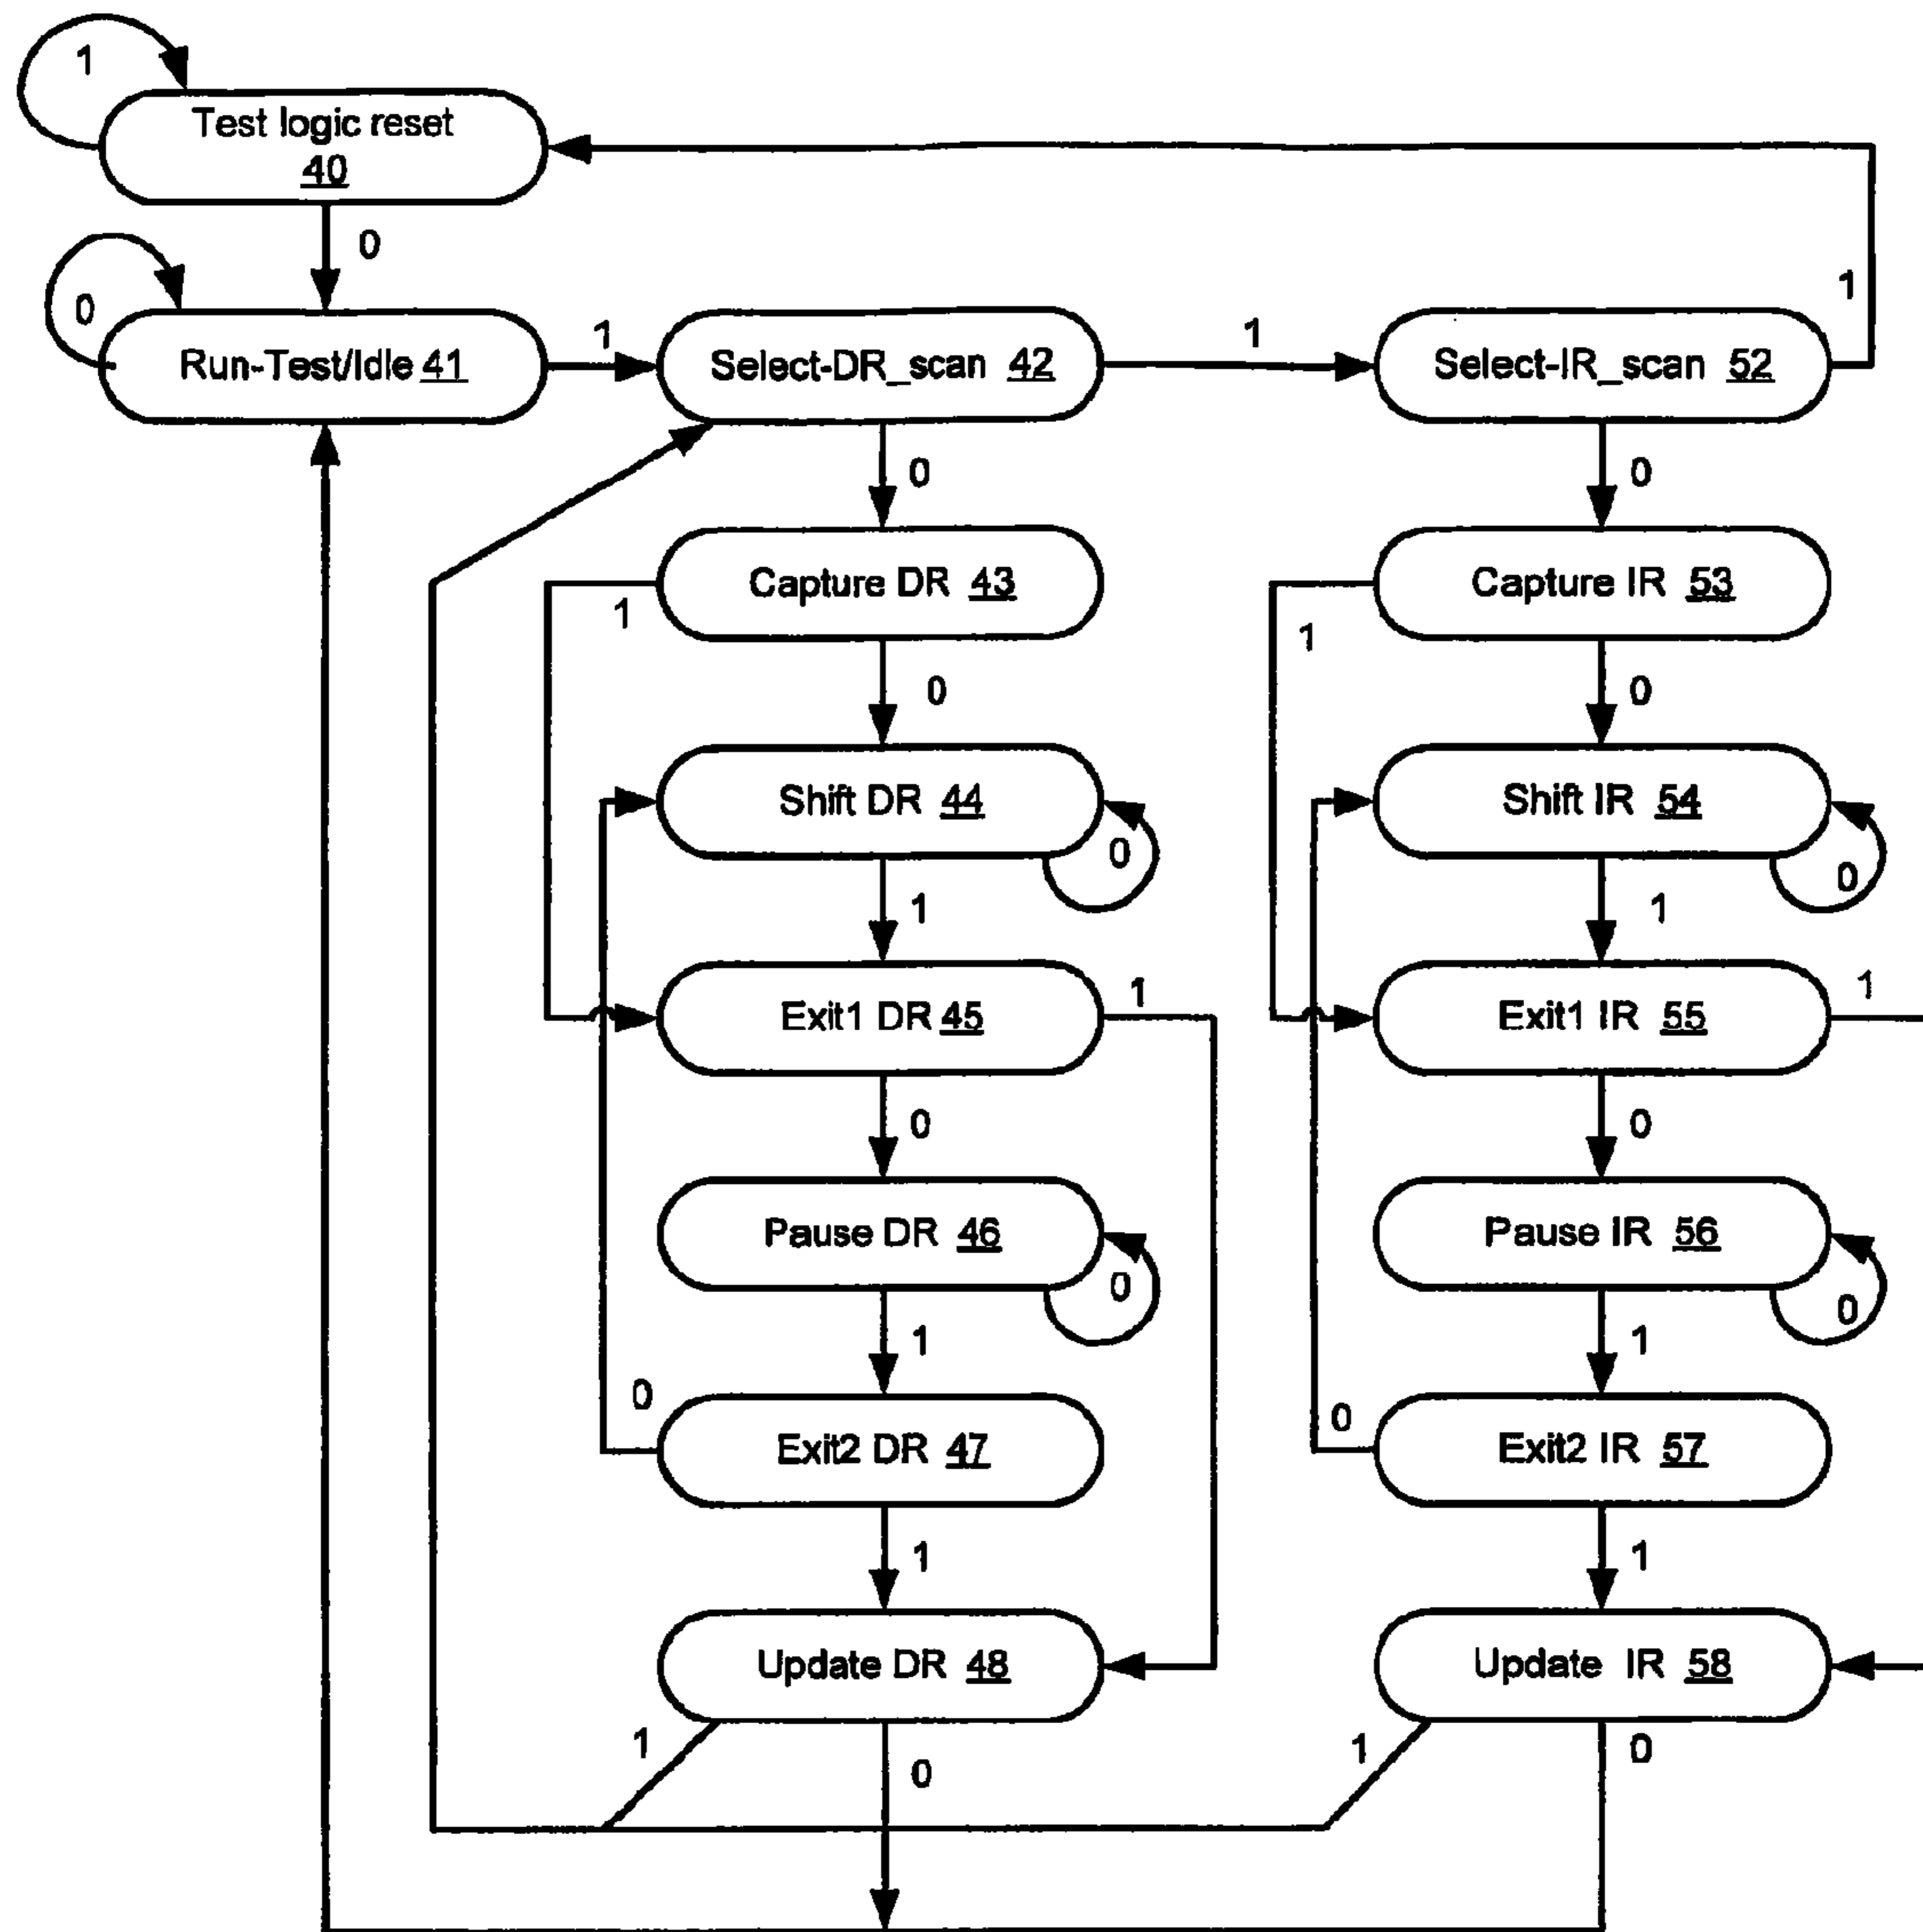 1
Test logic reset
40
0
0
Run-Test/Idle 41
1
Select-DR_scan 42
1
Select-IR_scan 52
1
0
0
Capture DR 43
Capture IR 53
1
1
0
0
Shift DR 44
0
Shift IR 54
0
1
1
Exit1 DR 45
1
Exit1 IR 55
1
0
0
Pause DR 46
0
Pause IR 56
0
1
1
0
0
Exit2 DR 47
Exit2 IR 57
1
1
Update DR 48
Update IR 58
1
0
1
0